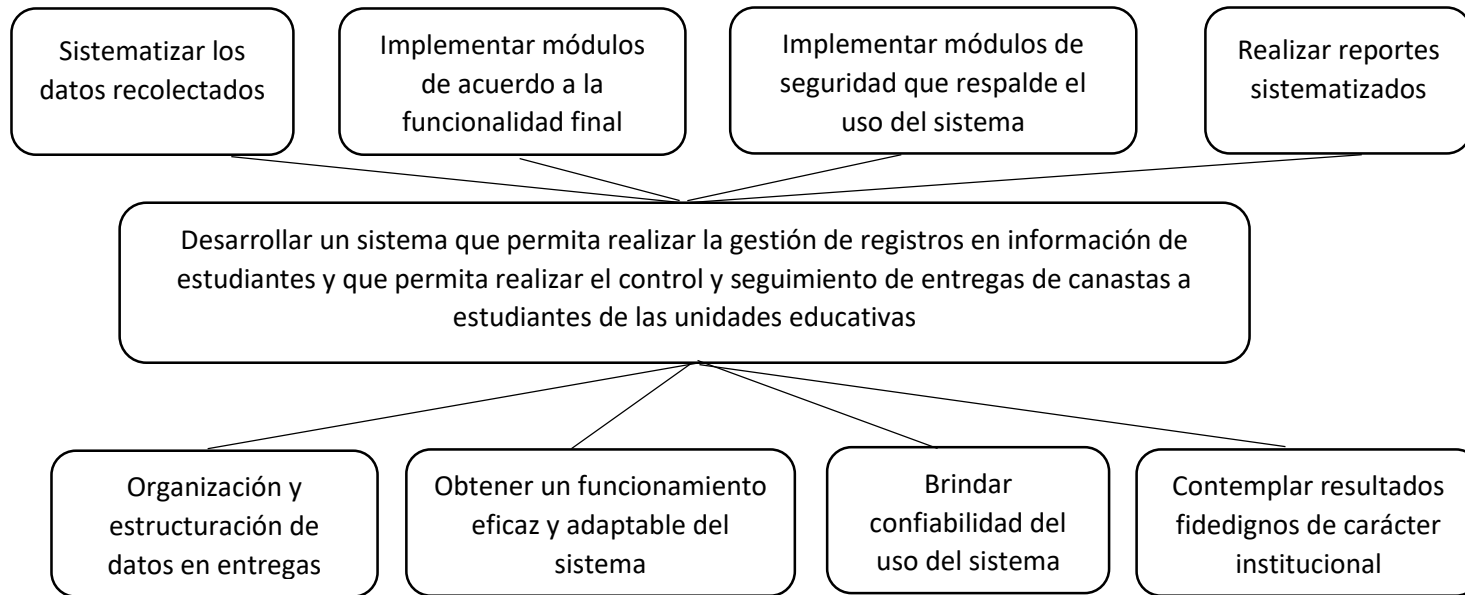 Sistematizar los
datos recolectados
Implementar módulos
de acuerdo a la
funcionalidad final
Implementar módulos de
seguridad que respalde el
uso del sistema
Realizar reportes
sistematizados
Desarrollar un sistema que permita realizar la gestión de registros en información de
estudiantes y que permita realizar el control y seguimiento de entregas de canastas a
estudiantes de las unidades educativas
Organización y
estructuración de
datos en entregas
Obtener un funcionamiento
eficaz y adaptable del
sistema
Brindar
confiabilidad del
uso del sistema
Contemplar resultados
fidedignos de carácter
institucional